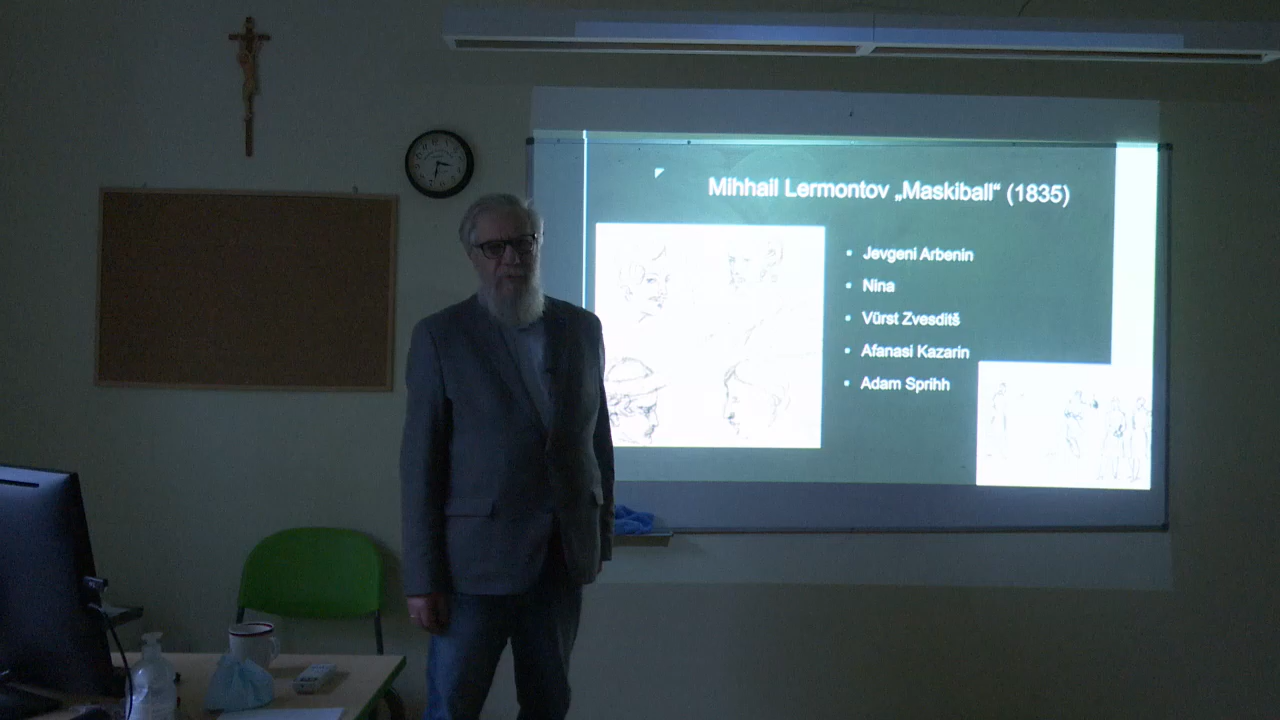 Mihhail Lermontov „Maskiball“ (1835)
• Jevgeni Arbenin
• Nina
• Vürst Zvesditš
• Afanasi Kazarin
• Adam Sprihh